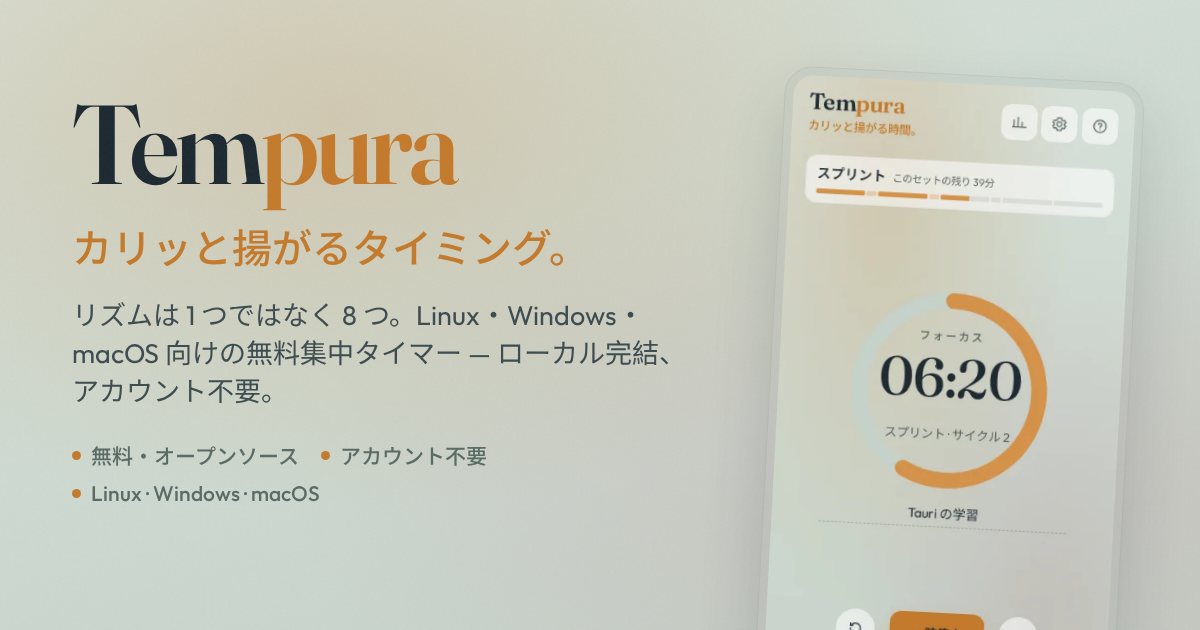 Tempura
カリッと揚がるタイミング。
リズムは1つではなく 8 つ。Linux・Windows・
macOS 向けの無料集中タイマー — ローカル完結、
アカウント不要。
無料・オープンソース
アカウント不要
Linux·Windows·macOS
Tempura
カリッと揚がる時間。
スプリント このセットの残り 39分
フォーカス
06:20
スプリント·サイクル 2
Tauri の学習